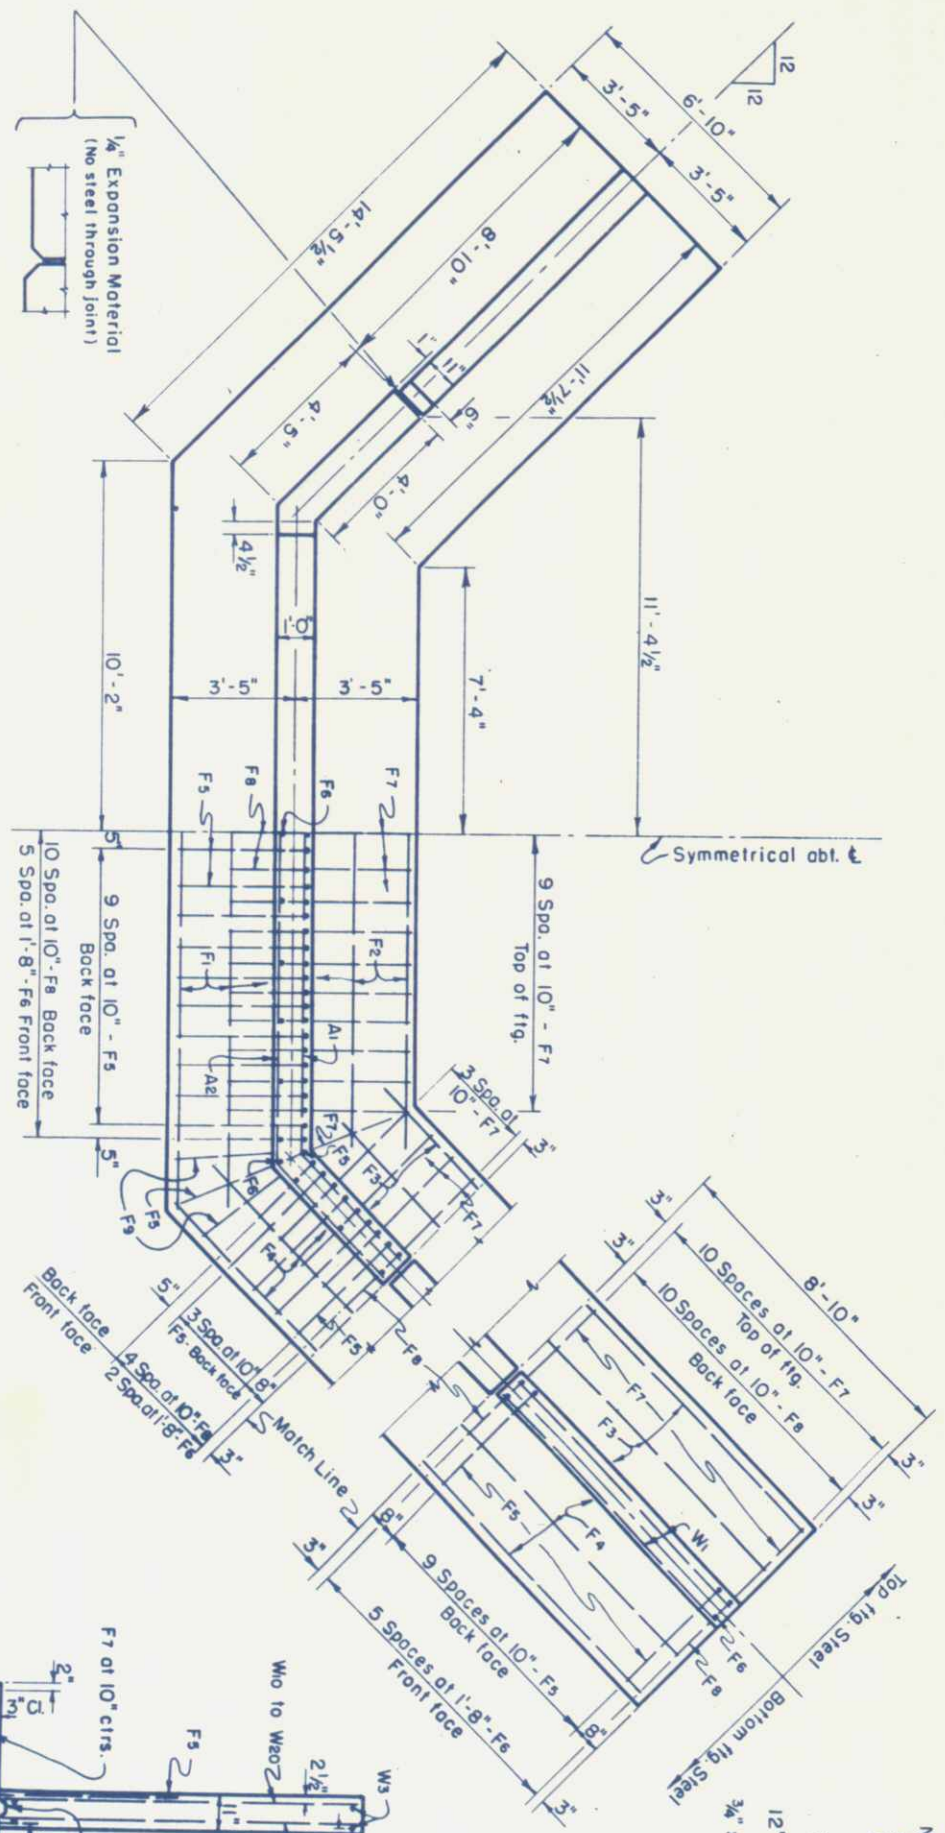 12
12
6'-10"
3'-5"
3'-5"
14'-5½"
8'-10"
11'-7½"
1"
11"
6"
4'-5"
4'-0"
4½"
11'-4½"
¼" Expansion Material
(No steel through joint)
10'-2"
3'-5"
3'-5"
1'-0"
7'-4"
Symmetrical abt. ℄
F5
F8
F6
F7
9 Spa. at 10" - F7
Top of ftg.
5"
9 Spa. at 10" - F5
Back face
5"
10 Spa. at 10"-F8 Back face
5 Spa. at 1'-8"-F6 Front face
F1
F2
A1
A2
3 Spa. at
10"-F7
3"
F7
F5
F3
F7
F6
F4
F5
F9
F5
F8
5"
3 Spa. at 10"
8"
F5-Back face
Back face
Front face
4 Spa. at 10"-F8
2 Spa. at 1'-8"-F6
3"
Match Line
8'-10"
3"
3"
10 Spaces at 10" - F7
Top of ftg.
10 Spaces at 10" - F8
Back face
3"
3"
F7
F3
W1
F5
F4
F6
F8
3"
8"
9 Spaces at 10" - F5
Back face
8"
5 Spaces at 1'-8" - F6
Front face
3"
Top ftg. Steel
Bottom ftg. Steel
12"
¾"
F7 at 10" ctrs.
2"
3" Cl.
F5
W10 to W20
2½"
11"
W3